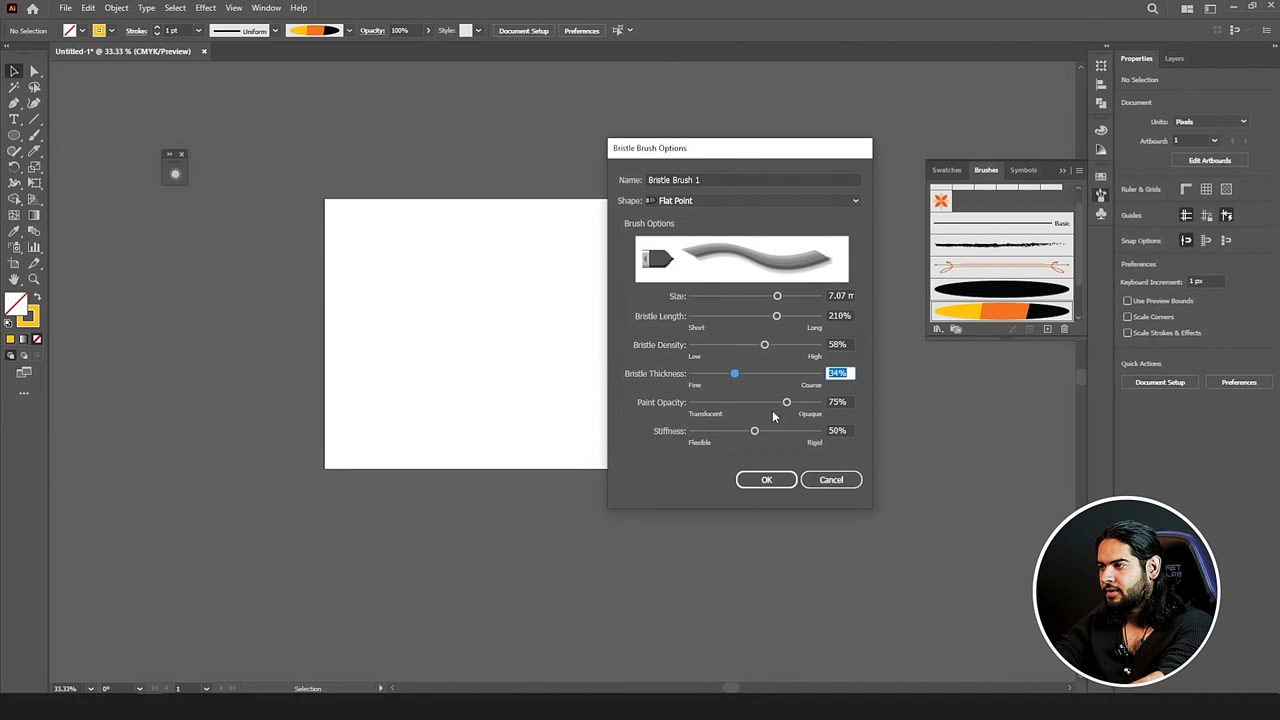 Ai File Edit Object Type Select Effect View Window Help
No Selection Stroke: 1 pt Uniform Opacity: 100% Style: Document Setup Preferences
Untitled-1* @ 33.33 % (CMYK/Preview) ×
Properties Layers
No Selection
Document
Units: Pixels
Artboard: 1
Edit Artboards
Ruler & Grids
Guides
Snap Options
Preferences
Keyboard Increment: 1 px
Use Preview Bounds
Scale Corners
Scale Strokes & Effects
Quick Actions
Document Setup Preferences
Swatches Brushes Symbols
Basic
Bristle Brush Options
Name: Bristle Brush 1
Shape: Flat Point
Brush Options
Size: 7.07 m
Bristle Length: 210%
Short Long
Bristle Density: 58%
Low High
Bristle Thickness: 34%
Fine Coarse
Paint Opacity: 75%
Translucent Opaque
Stiffness: 50%
Flexible Rigid
OK Cancel
33.33% 0° 1 Selection